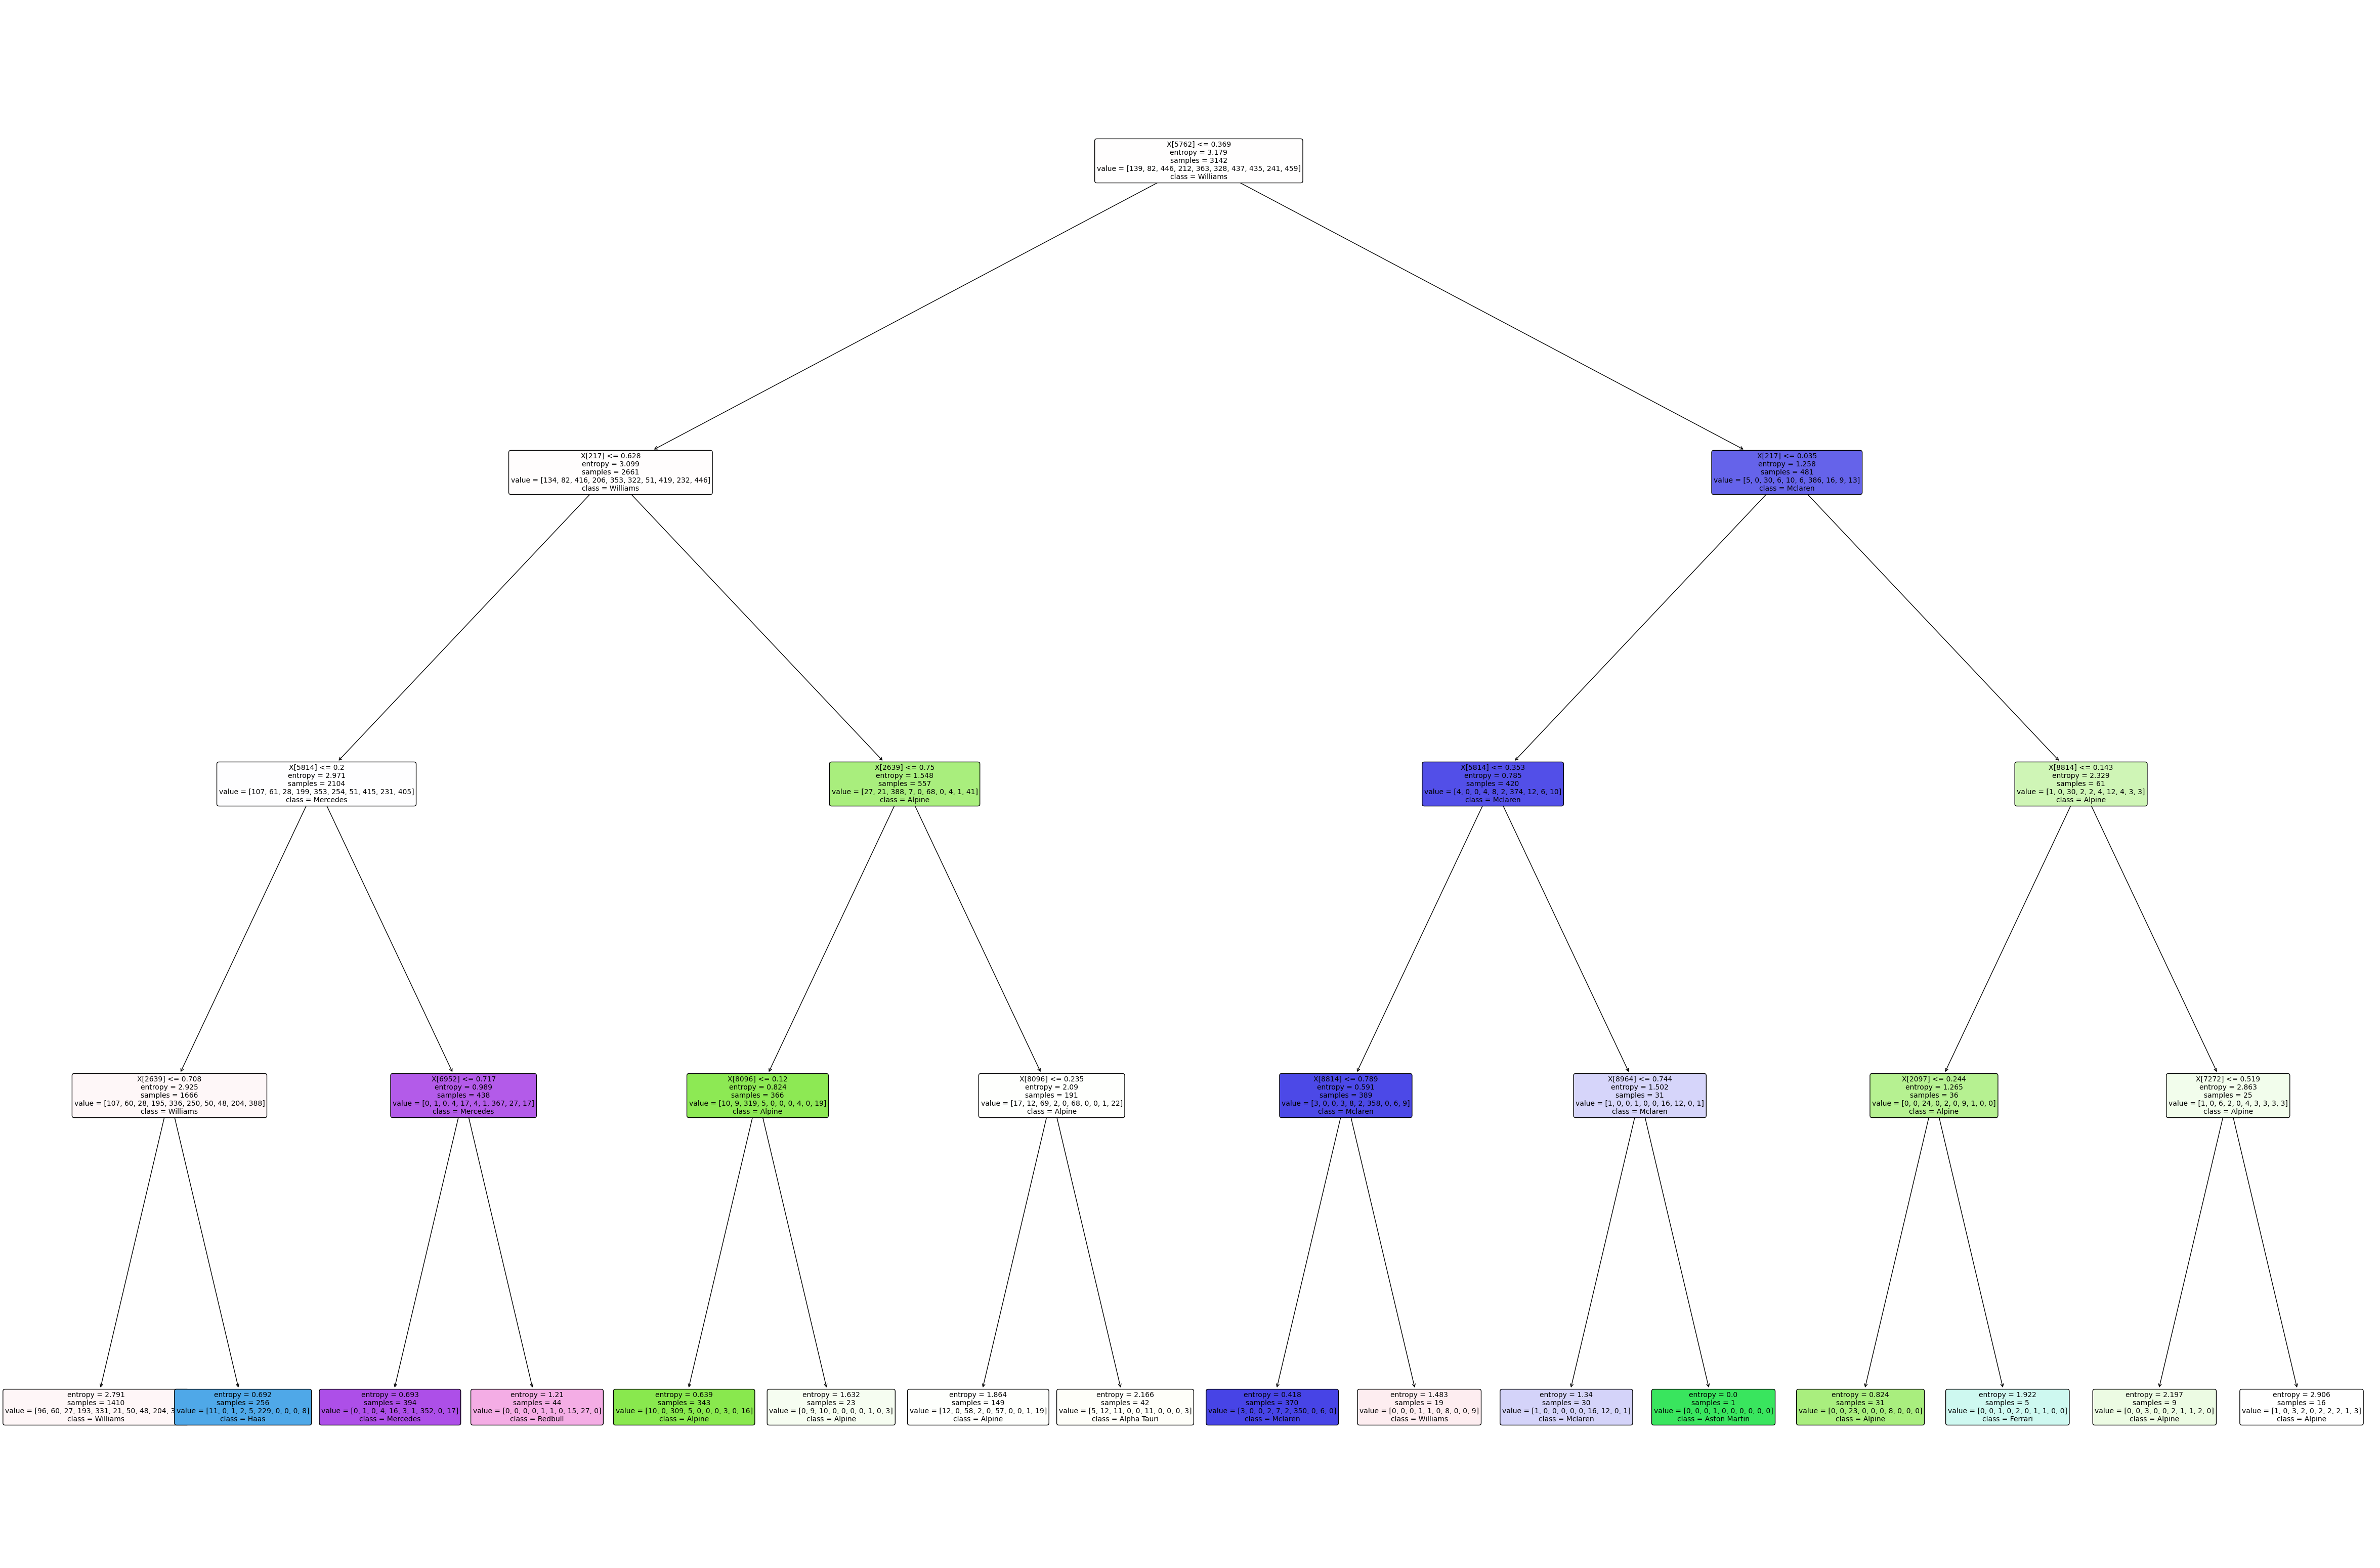 X[5762] <= 0.369
entropy = 3.179
samples = 3142
value = [139, 82, 446, 212, 363, 328, 437, 435, 241, 459]
class = Williams
X[217] <= 0.628
entropy = 3.099
samples = 2661
value = [134, 82, 416, 206, 353, 322, 51, 419, 232, 446]
class = Williams
X[217] <= 0.035
entropy = 1.258
samples = 481
value = [5, 0, 30, 6, 10, 6, 386, 16, 9, 13]
class = Mclaren
X[5814] <= 0.2
entropy = 2.971
samples = 2104
value = [107, 61, 28, 199, 353, 254, 51, 415, 231, 405]
class = Mercedes
X[2639] <= 0.75
entropy = 1.548
samples = 557
value = [27, 21, 388, 7, 0, 68, 0, 4, 1, 41]
class = Alpine
X[5814] <= 0.353
entropy = 0.785
samples = 420
value = [4, 0, 0, 4, 8, 2, 374, 12, 6, 10]
class = Mclaren
X[8814] <= 0.143
entropy = 2.329
samples = 61
value = [1, 0, 30, 2, 2, 4, 12, 4, 3, 3]
class = Alpine
X[2639] <= 0.708
entropy = 2.925
samples = 1666
value = [107, 60, 28, 195, 336, 250, 50, 48, 204, 388]
class = Williams
X[6952] <= 0.717
entropy = 0.989
samples = 438
value = [0, 1, 0, 4, 17, 4, 1, 367, 27, 17]
class = Mercedes
X[8096] <= 0.12
entropy = 0.824
samples = 366
value = [10, 9, 319, 5, 0, 0, 0, 4, 0, 19]
class = Alpine
X[8096] <= 0.235
entropy = 2.09
samples = 191
value = [17, 12, 69, 2, 0, 68, 0, 0, 1, 22]
class = Alpine
X[8814] <= 0.789
entropy = 0.591
samples = 389
value = [3, 0, 0, 3, 8, 2, 358, 0, 6, 9]
class = Mclaren
X[8964] <= 0.744
entropy = 1.502
samples = 31
value = [1, 0, 0, 1, 0, 0, 16, 12, 0, 1]
class = Mclaren
X[2097] <= 0.244
entropy = 1.265
samples = 36
value = [0, 0, 24, 0, 2, 0, 9, 1, 0, 0]
class = Alpine
X[7272] <= 0.519
entropy = 2.863
samples = 25
value = [1, 0, 6, 2, 0, 4, 3, 3, 3, 3]
class = Alpine
entropy = 2.791
samples = 1410
value = [96, 60, 27, 193, 331, 21, 50, 48, 204, 3
class = Williams
entropy = 0.692
samples = 256
value = [11, 0, 1, 2, 5, 229, 0, 0, 0, 8]
class = Haas
entropy = 0.693
samples = 394
value = [0, 1, 0, 4, 16, 3, 1, 352, 0, 17]
class = Mercedes
entropy = 1.21
samples = 44
value = [0, 0, 0, 0, 1, 1, 0, 15, 27, 0]
class = Redbull
entropy = 0.639
samples = 343
value = [10, 0, 309, 5, 0, 0, 0, 3, 0, 16]
class = Alpine
entropy = 1.632
samples = 23
value = [0, 9, 10, 0, 0, 0, 0, 1, 0, 3]
class = Alpine
entropy = 1.864
samples = 149
value = [12, 0, 58, 2, 0, 57, 0, 0, 1, 19]
class = Alpine
entropy = 2.166
samples = 42
value = [5, 12, 11, 0, 0, 11, 0, 0, 0, 3]
class = Alpha Tauri
entropy = 0.418
samples = 370
value = [3, 0, 0, 2, 7, 2, 350, 0, 6, 0]
class = Mclaren
entropy = 1.483
samples = 19
value = [0, 0, 0, 1, 1, 0, 8, 0, 0, 9]
class = Williams
entropy = 1.34
samples = 30
value = [1, 0, 0, 0, 0, 0, 16, 12, 0, 1]
class = Mclaren
entropy = 0.0
samples = 1
value = [0, 0, 0, 1, 0, 0, 0, 0, 0, 0]
class = Aston Martin
entropy = 0.824
samples = 31
value = [0, 0, 23, 0, 0, 0, 8, 0, 0, 0]
class = Alpine
entropy = 1.922
samples = 5
value = [0, 0, 1, 0, 2, 0, 1, 1, 0, 0]
class = Ferrari
entropy = 2.197
samples = 9
value = [0, 0, 3, 0, 0, 2, 1, 1, 2, 0]
class = Alpine
entropy = 2.906
samples = 16
value = [1, 0, 3, 2, 0, 2, 2, 2, 1, 3]
class = Alpine